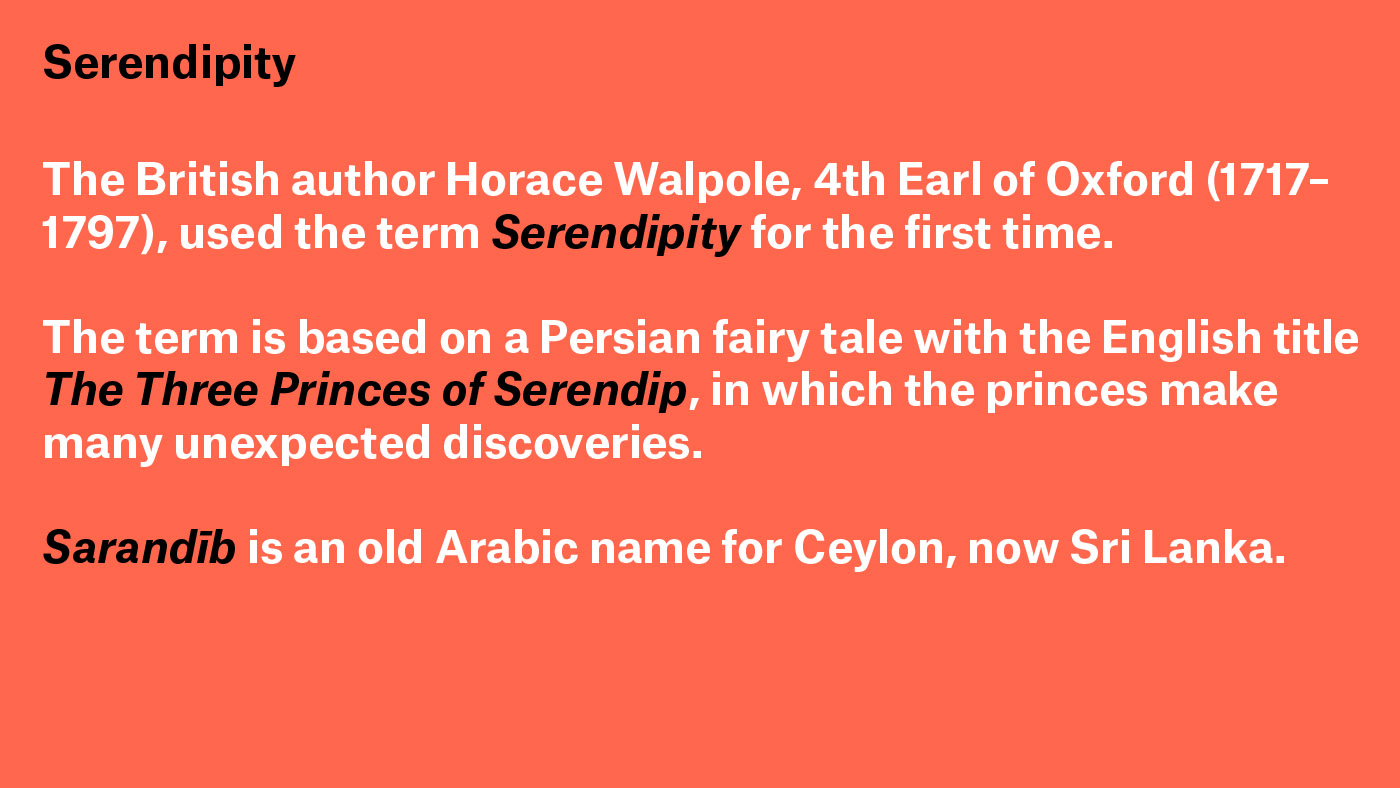 Serendipity
The British author Horace Walpole, 4th Earl of Oxford (1717–
1797), used the term Serendipity for the first time.
The term is based on a Persian fairy tale with the English title
The Three Princes of Serendip, in which the princes make
many unexpected discoveries.
Sarandīb is an old Arabic name for Ceylon, now Sri Lanka.